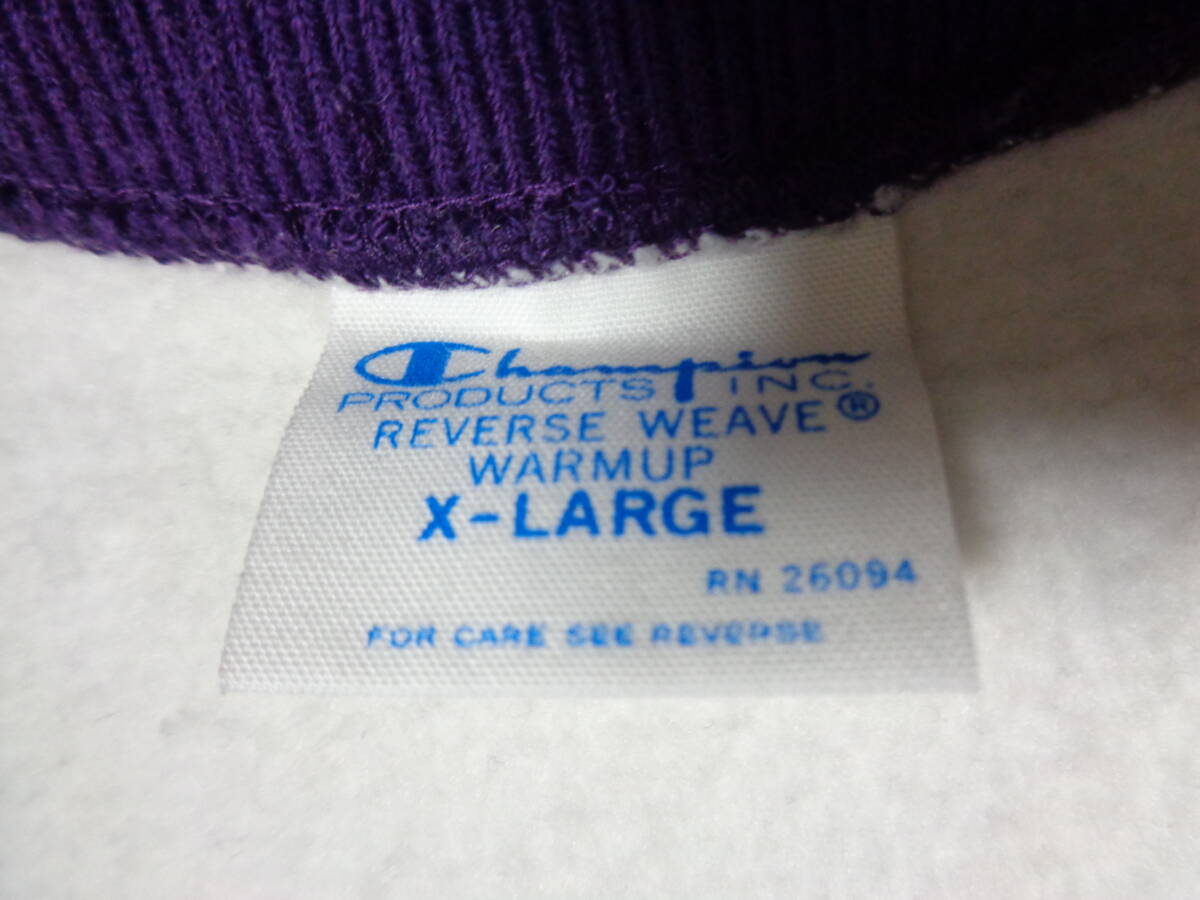 Champion
PRODUCTS INC.
REVERSE WEAVE®
WARMUP
X-LARGE
RN 26094
FOR CARE SEE REVERSE